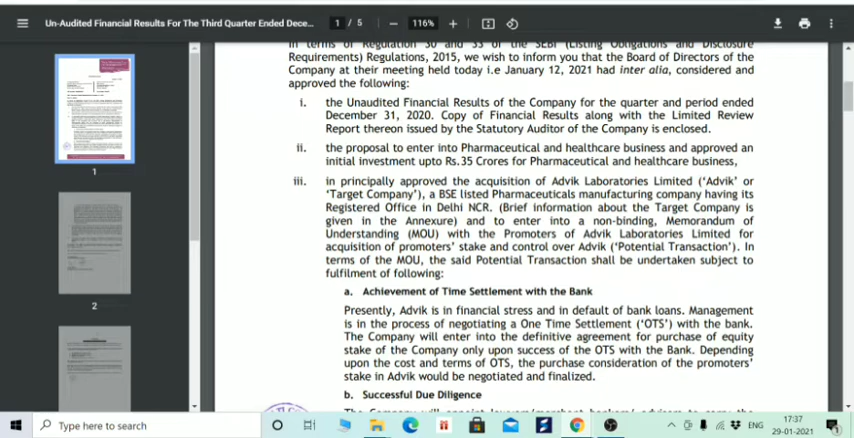 Un-Audited Financial Results For The Third Quarter Ended Dece...
1 / 5
116%
in terms of Regulation 30 and 33 of the SEBI (Listing Obligations and Disclosure
Requirements) Regulations, 2015, we wish to inform you that the Board of Directors of the
Company at their meeting held today i.e January 12, 2021 had inter alia, considered and
approved the following:
i. the Unaudited Financial Results of the Company for the quarter and period ended
December 31, 2020. Copy of Financial Results along with the Limited Review
Report thereon issued by the Statutory Auditor of the Company is enclosed.
ii. the proposal to enter into Pharmaceutical and healthcare business and approved an
initial investment upto Rs.35 Crores for Pharmaceutical and healthcare business,
iii. in principally approved the acquisition of Advik Laboratories Limited ('Advik' or
'Target Company'), a BSE listed Pharmaceuticals manufacturing company having its
Registered Office in Delhi NCR. (Brief information about the Target Company is
given in the Annexure) and to enter into a non-binding, Memorandum of
Understanding (MOU) with the Promoters of Advik Laboratories Limited for
acquisition of promoters' stake and control over Advik ('Potential Transaction'). In
terms of the MOU, the said Potential Transaction shall be undertaken subject to
fulfilment of following:
a. Achievement of Time Settlement with the Bank
Presently, Advik is in financial stress and in default of bank loans. Management
is in the process of negotiating a One Time Settlement ('OTS') with the bank.
The Company will enter into the definitive agreement for purchase of equity
stake of the Company only upon success of the OTS with the Bank. Depending
upon the cost and terms of OTS, the purchase consideration of the promoters'
stake in Advik would be negotiated and finalized.
b. Successful Due Diligence
1
2
Type here to search
ENG
17:37
29-01-2021